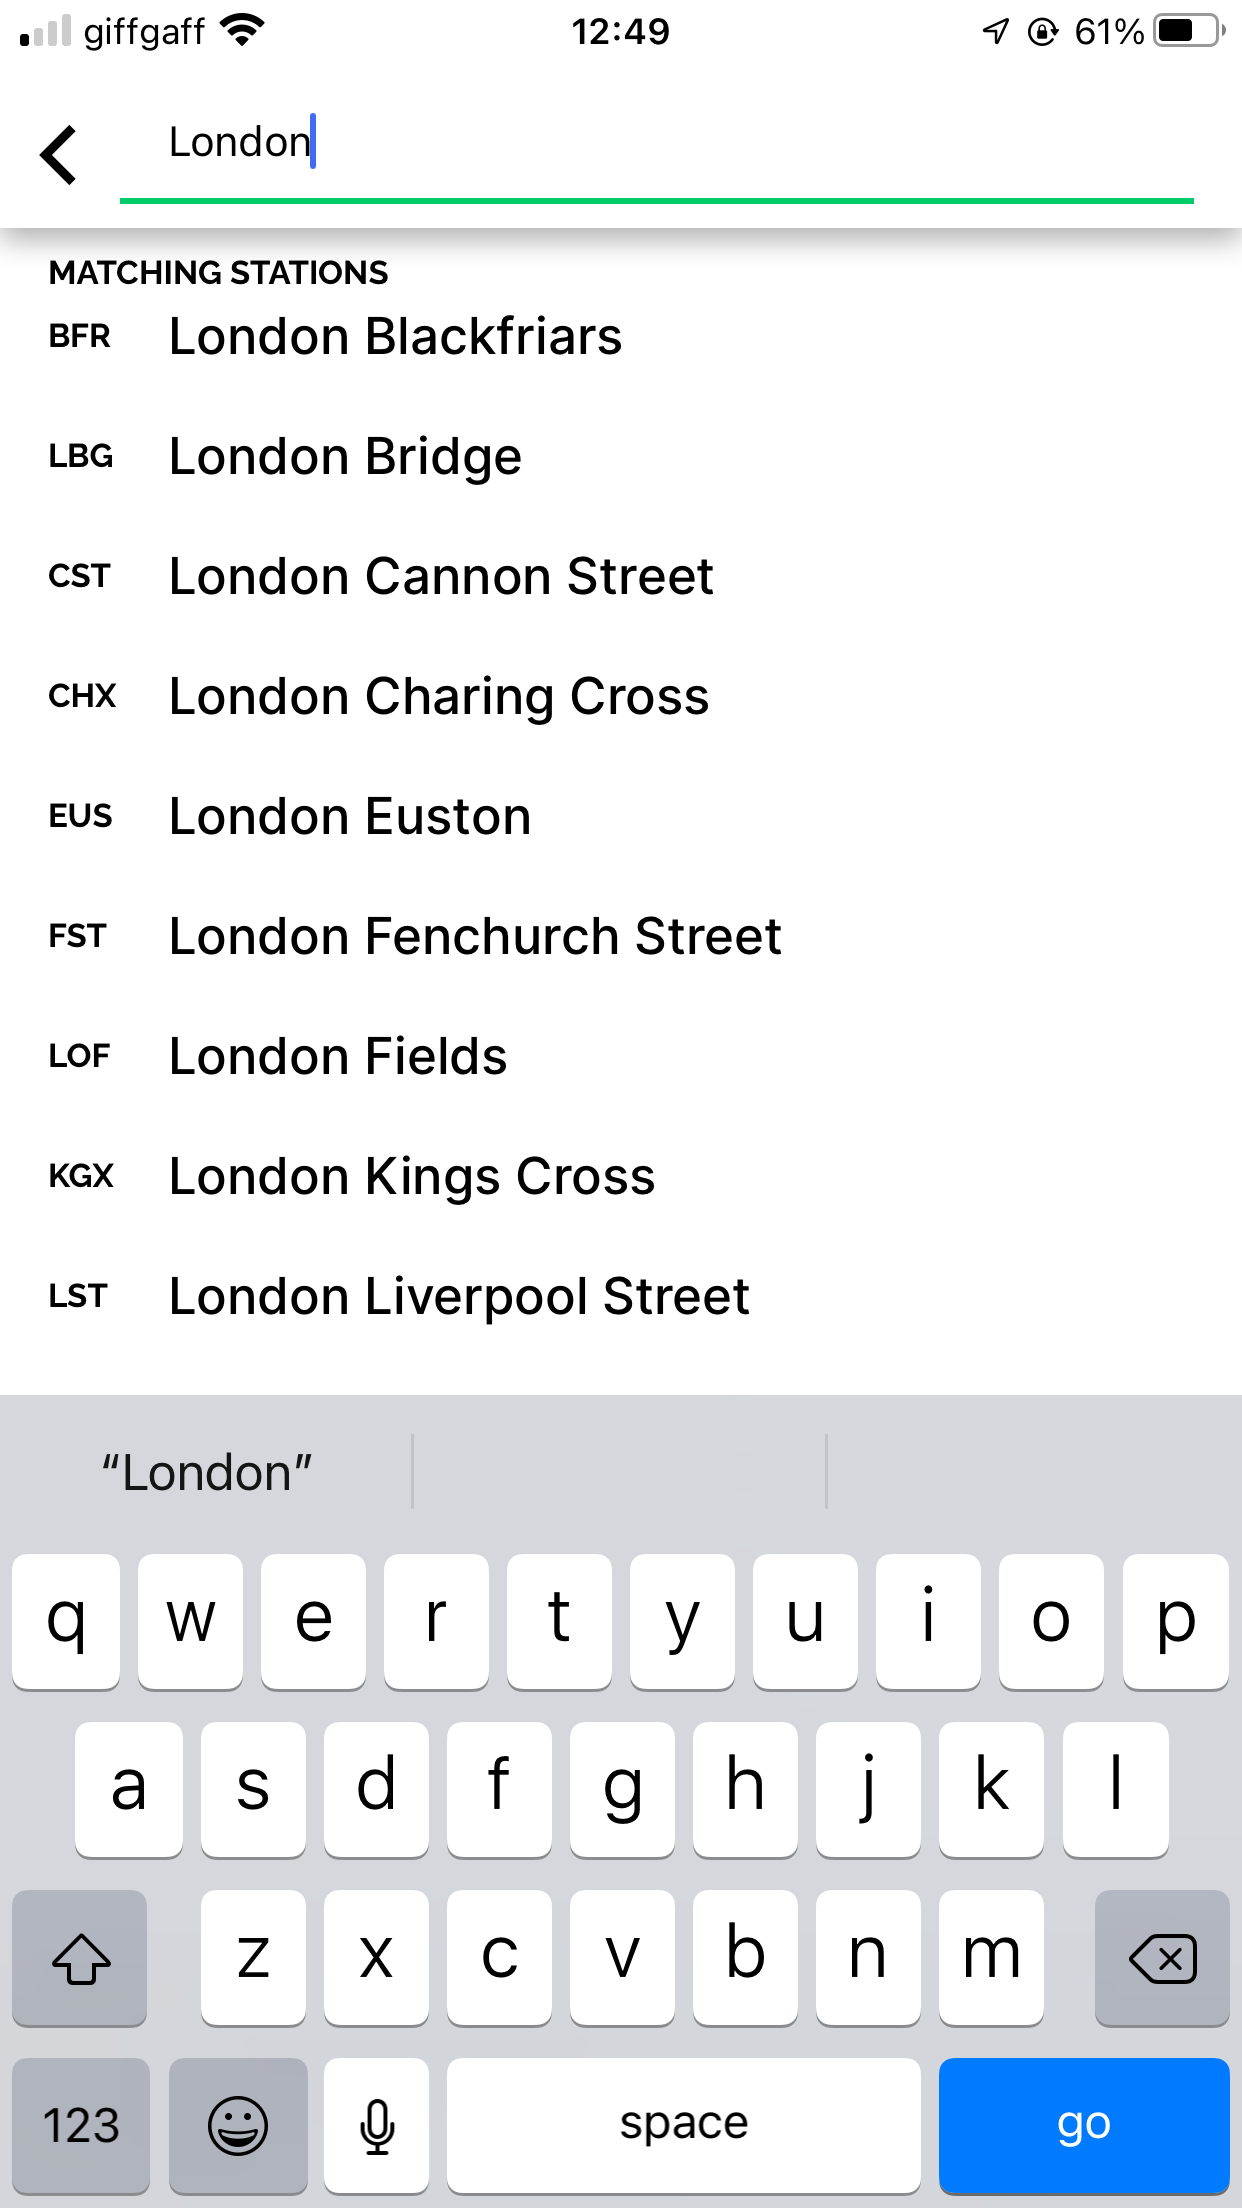 giffgaff 12:49 61%
London
MATCHING STATIONS
BFR London Blackfriars
LBG London Bridge
CST London Cannon Street
CHX London Charing Cross
EUS London Euston
FST London Fenchurch Street
LOF London Fields
KGX London Kings Cross
LST London Liverpool Street
“London”
q w e r t y u i o p
a s d f g h j k l
z x c v b n m
123 space go